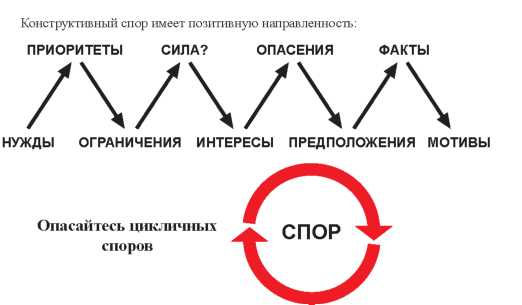 Конструктивный спор имеет позитивную направленность:
ПРИОРИТЕТЫ СИЛА? ОПАСЕНИЯ ФАКТЫ
НУЖДЫ ОГРАНИЧЕНИЯ ИНТЕРЕСЫ ПРЕДПОЛОЖЕНИЯ МОТИВЫ
Опасайтесь цикличных
споров
СПОР